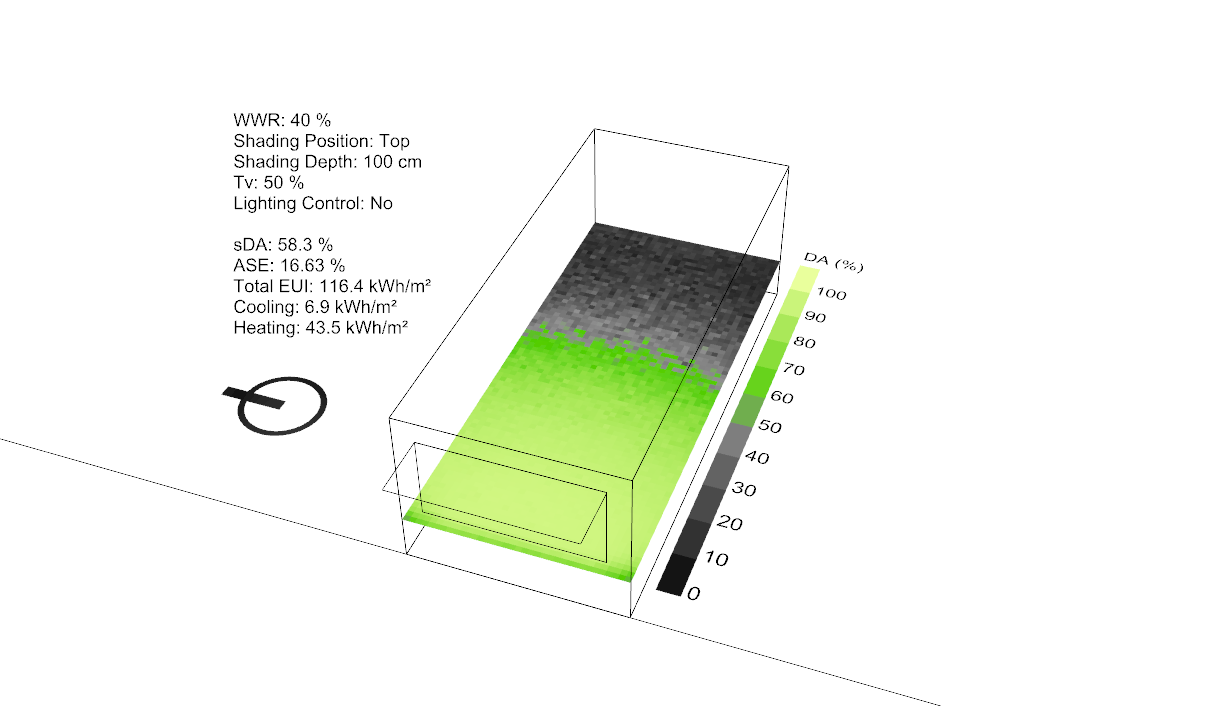 WWR: 40 %
Shading Position: Top
Shading Depth: 100 cm
Tv: 50 %
Lighting Control: No
sDA: 58.3 %
ASE: 16.63 %
Total EUI: 116.4 kWh/m²
Cooling: 6.9 kWh/m²
Heating: 43.5 kWh/m²
DA (%)
100
90
80
70
60
50
40
30
20
10
0